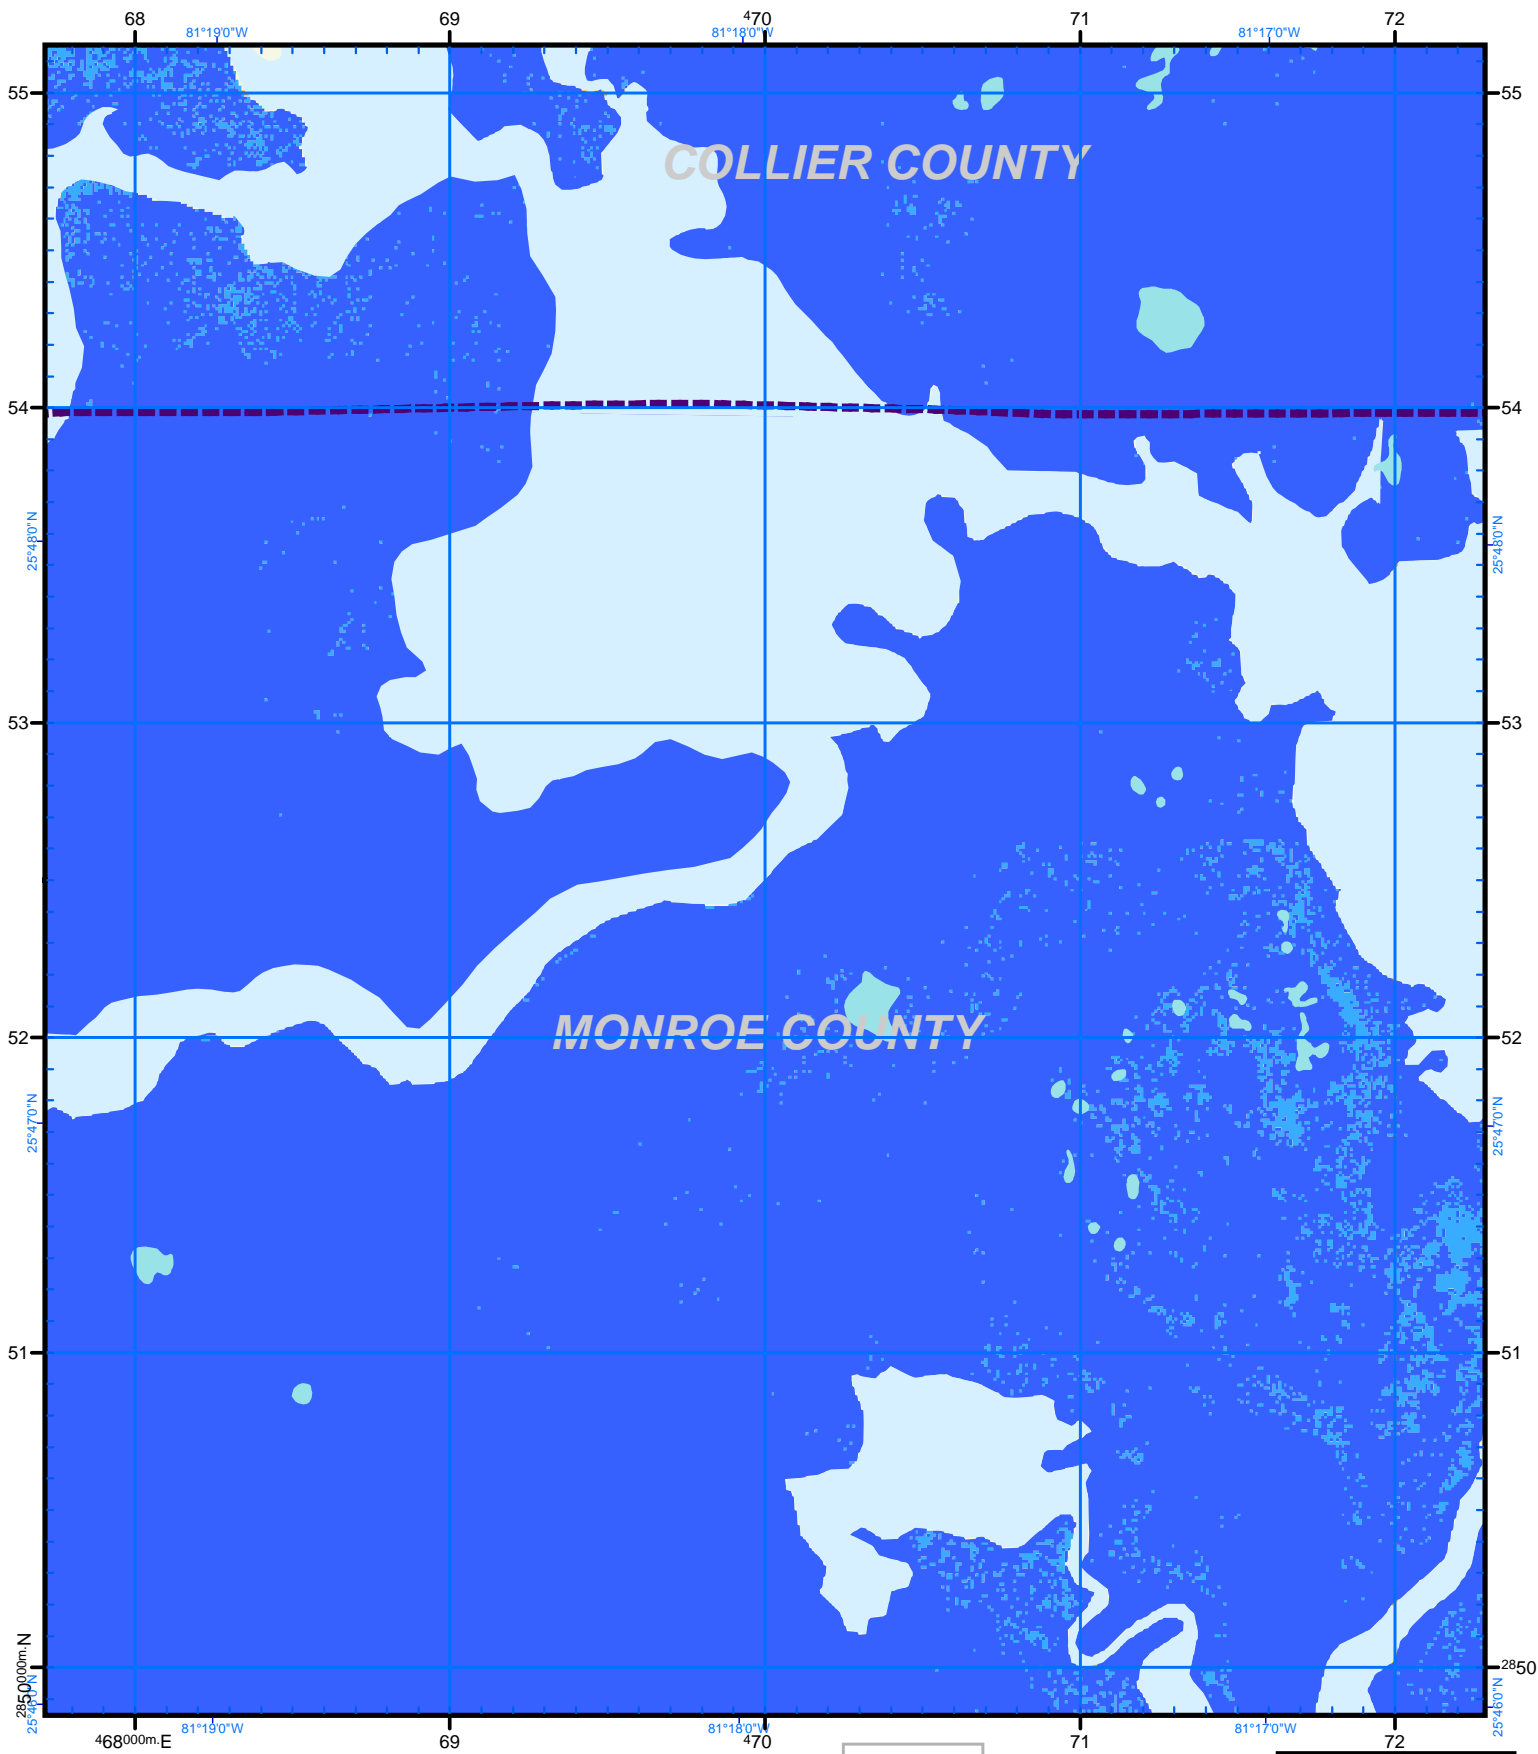 68 69 470 71 72
81°19'0"W 81°18'0"W 81°17'0"W
55 55
COLLIER COUNTY
54 54
25°48'0"N 25°48'0"N
53 53
MONROE COUNTY
52 52
25°47'0"N 25°47'0"N
51 51
2850000m.N 2850
25°46'0"N 25°46'0"N
81°19'0"W 81°18'0"W 81°17'0"W
468000m.E 69 470 71 72